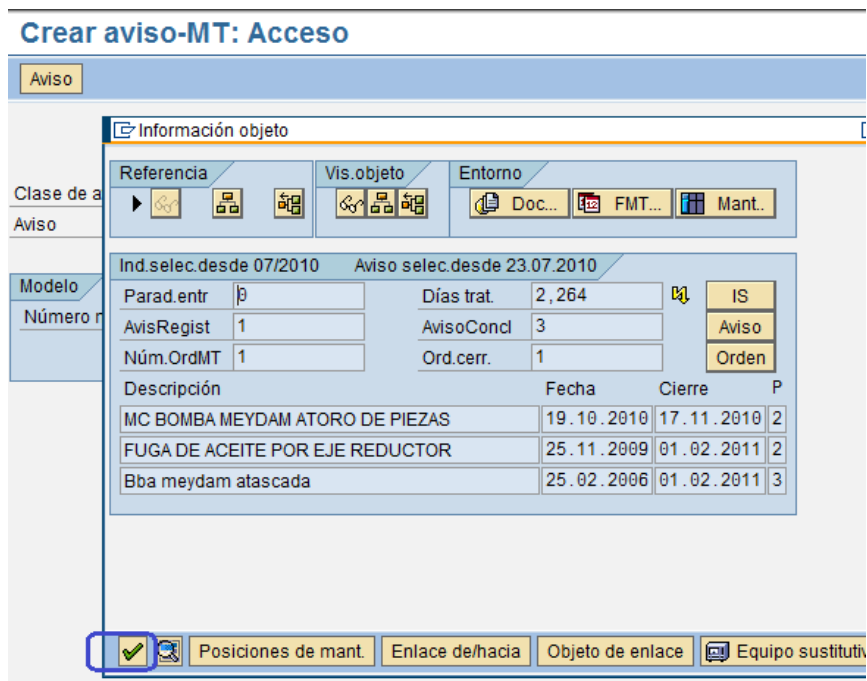 Crear aviso-MT: Acceso
Aviso
Información objeto
Referencia Vis.objeto Entorno
Doc... FMT... Mant..
Clase de a
Aviso
Ind.selec.desde 07/2010 Aviso selec.desde 23.07.2010
Modelo
Número
Parad.entr 0 Días trat. 2,264 IS
AvisRegist 1 AvisoConcl 3 Aviso
Núm.OrdMT 1 Ord.cerr. 1 Orden
Descripción Fecha Cierre P
MC BOMBA MEYDAM ATORO DE PIEZAS 19.10.2010 17.11.2010 2
FUGA DE ACEITE POR EJE REDUCTOR 25.11.2009 01.02.2011 2
Bba meydam atascada 25.02.2006 01.02.2011 3
Posiciones de mant. Enlace de/hacia Objeto de enlace Equipo sustitutiv